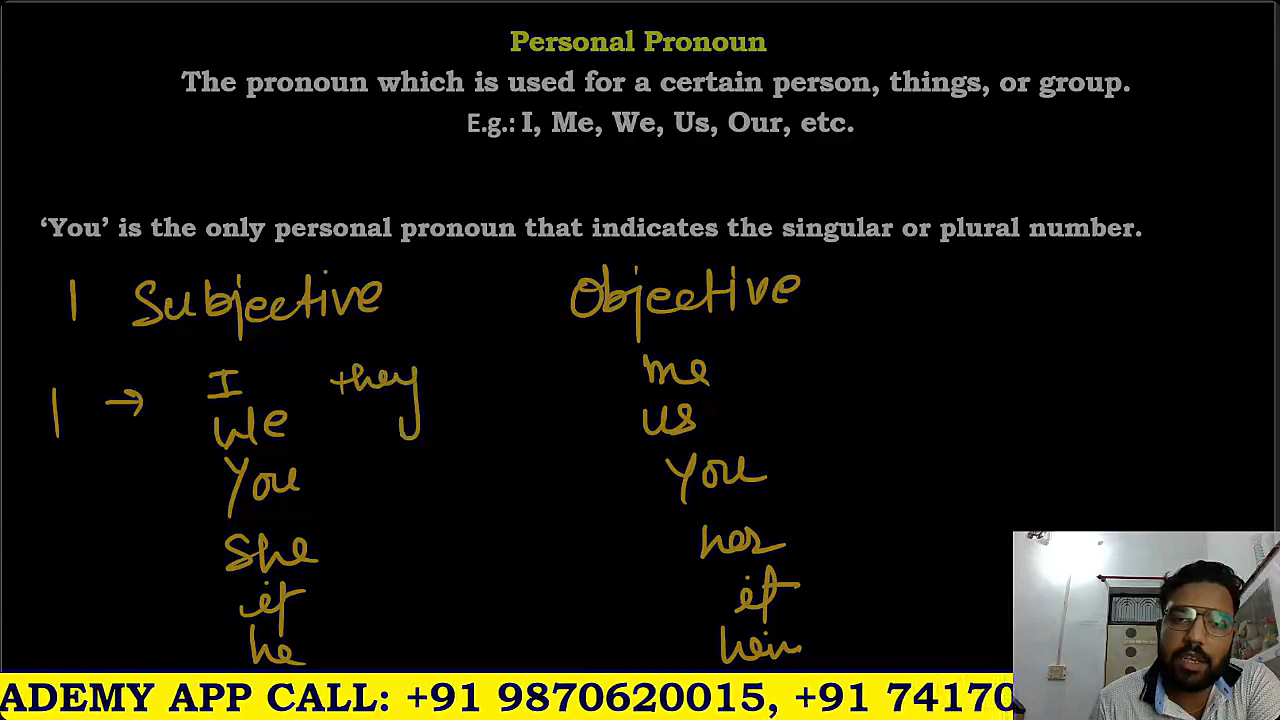 Personal Pronoun
The pronoun which is used for a certain person, things, or group.
E.g.: I, Me, We, Us, Our, etc.
‘You’ is the only personal pronoun that indicates the singular or plural number.
1 Subjective Objective
1 → I they me
We us
You You
She her
it it
he him
ADEMY APP CALL: +91 9870620015, +91 74170